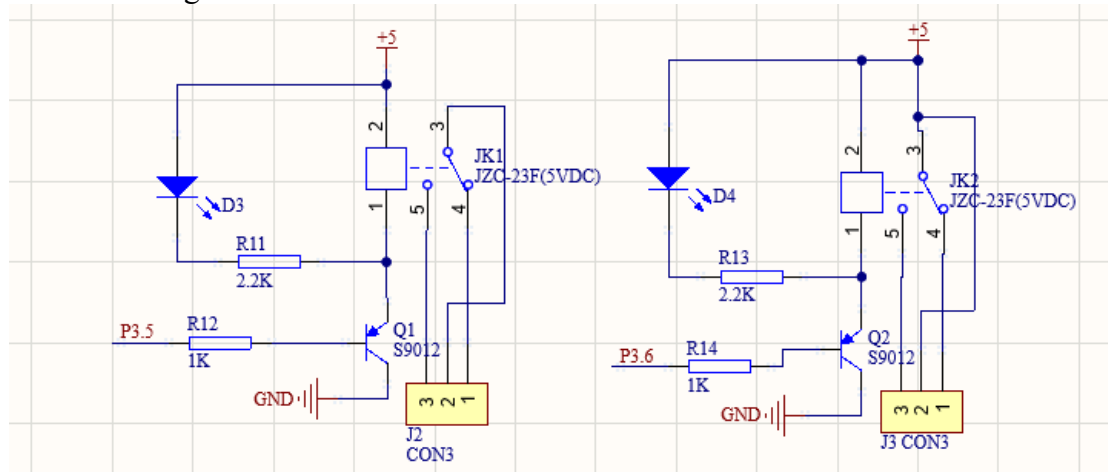 +5
2
3
JK1
JZC-23F(5VDC)
D3
1
5
4
R11
2.2K
P3.5
R12
1K
Q1
S9012
GND
3
2
1
J2
CON3
+5
2
3
JK2
JZC-23F(5VDC)
D4
1
5
4
R13
2.2K
P3.6
R14
1K
Q2
S9012
GND
3
2
1
J3 CON3